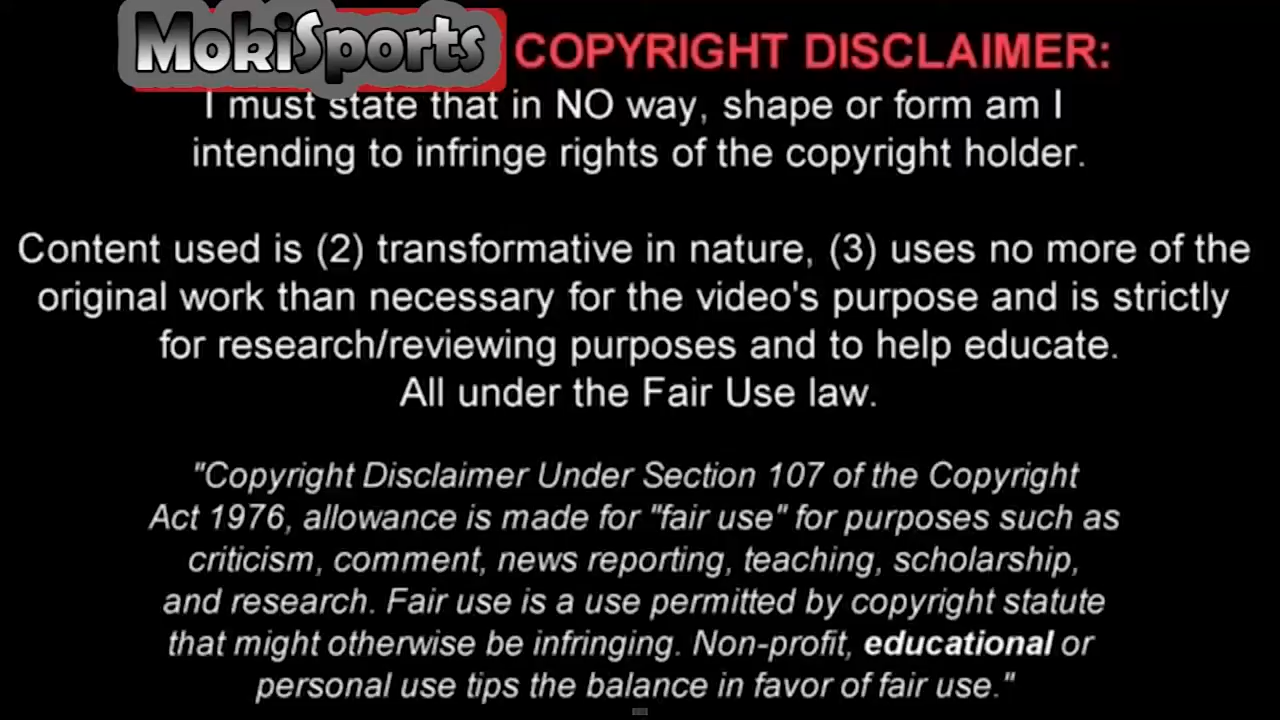 MokiSports COPYRIGHT DISCLAIMER:
I must state that in NO way, shape or form am I
intending to infringe rights of the copyright holder.
Content used is (2) transformative in nature, (3) uses no more of the
original work than necessary for the video's purpose and is strictly
for research/reviewing purposes and to help educate.
All under the Fair Use law.
"Copyright Disclaimer Under Section 107 of the Copyright
Act 1976, allowance is made for "fair use" for purposes such as
criticism, comment, news reporting, teaching, scholarship,
and research. Fair use is a use permitted by copyright statute
that might otherwise be infringing. Non-profit, educational or
personal use tips the balance in favor of fair use."